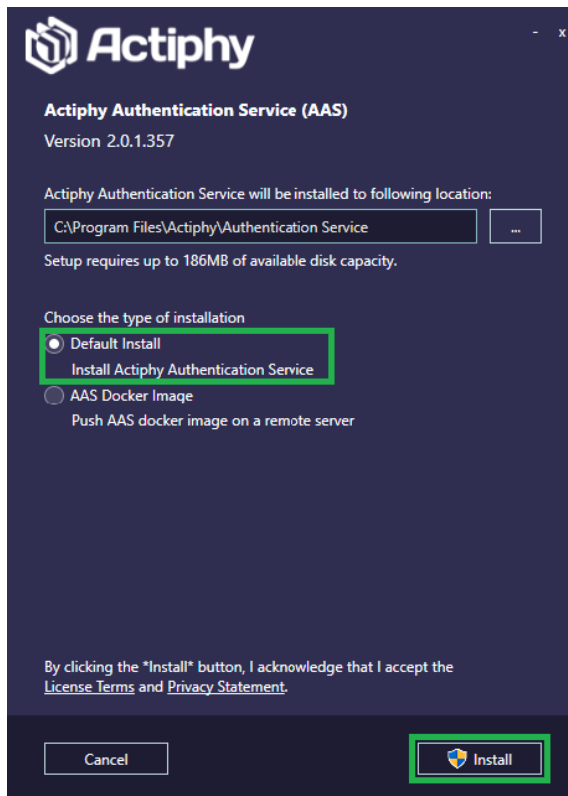 Actiphy
- x
Actiphy Authentication Service (AAS)
Version 2.0.1.357
Actiphy Authentication Service will be installed to following location:
C:\Program Files\Actiphy\Authentication Service
...
Setup requires up to 186MB of available disk capacity.
Choose the type of installation
Default Install
Install Actiphy Authentication Service
AAS Docker Image
Push AAS docker image on a remote server
By clicking the *Install* button, I acknowledge that I accept the
License Terms and Privacy Statement.
Cancel
Install